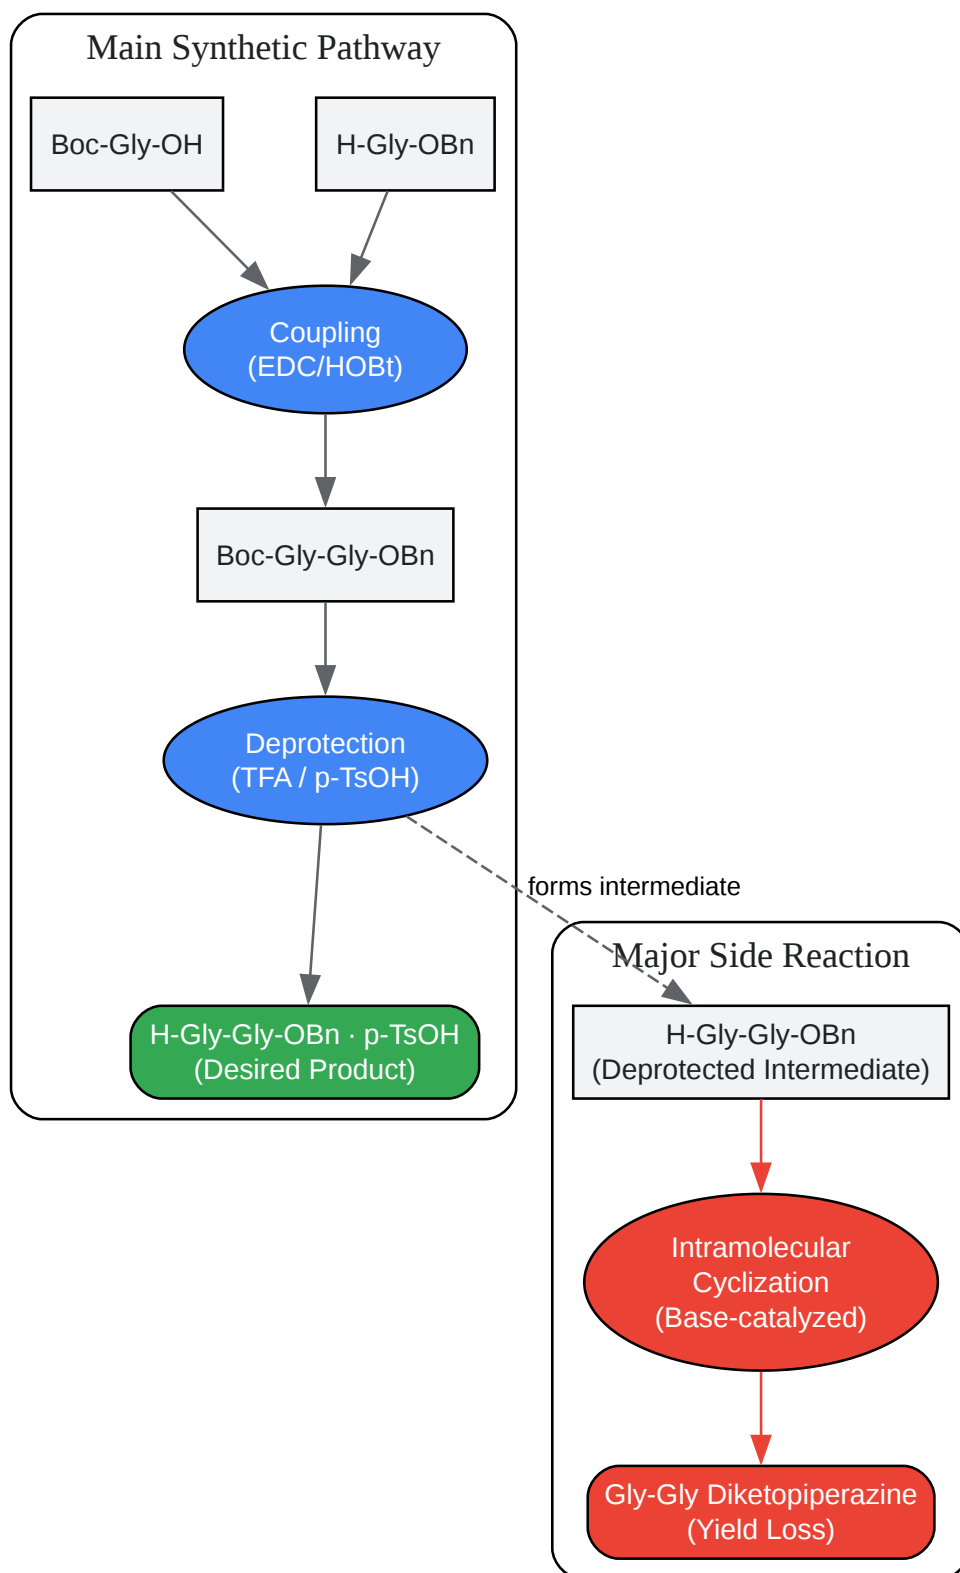 Main Synthetic Pathway
Boc-Gly-OH
H-Gly-OBn
Coupling
(EDC/HOBt)
Boc-Gly-Gly-OBn
Deprotection
(TFA / p-TsOH)
forms intermediate
H-Gly-Gly-OBn · p-TsOH
(Desired Product)
Major Side Reaction
H-Gly-Gly-OBn
(Deprotected Intermediate)
Intramolecular
Cyclization
(Base-catalyzed)
Gly-Gly Diketopiperazine
(Yield Loss)